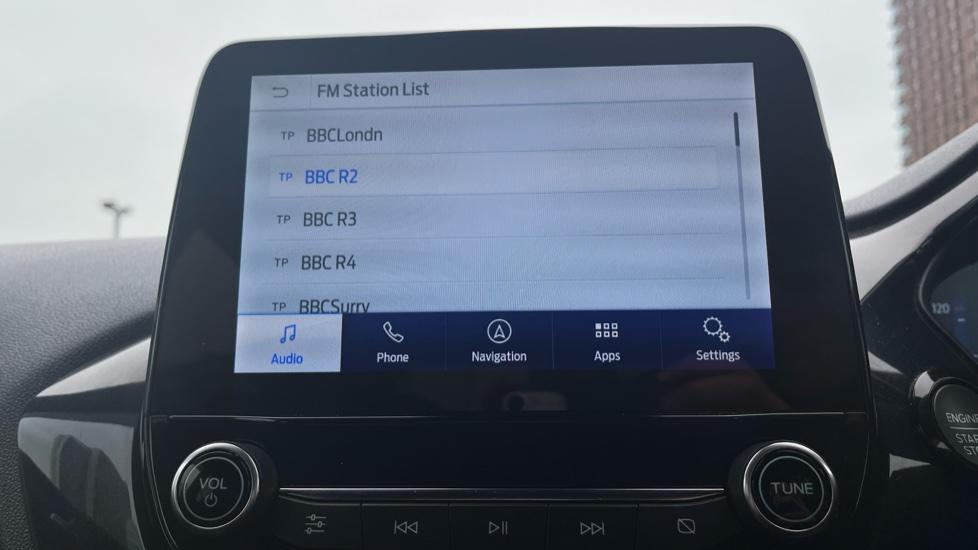 FM Station List
TP BBCLondn
TP BBC R2
TP BBC R3
TP BBC R4
TP BBCSurry
Audio Phone Navigation Apps Settings
120
VOL
TUNE
ENGINE
START
STOP